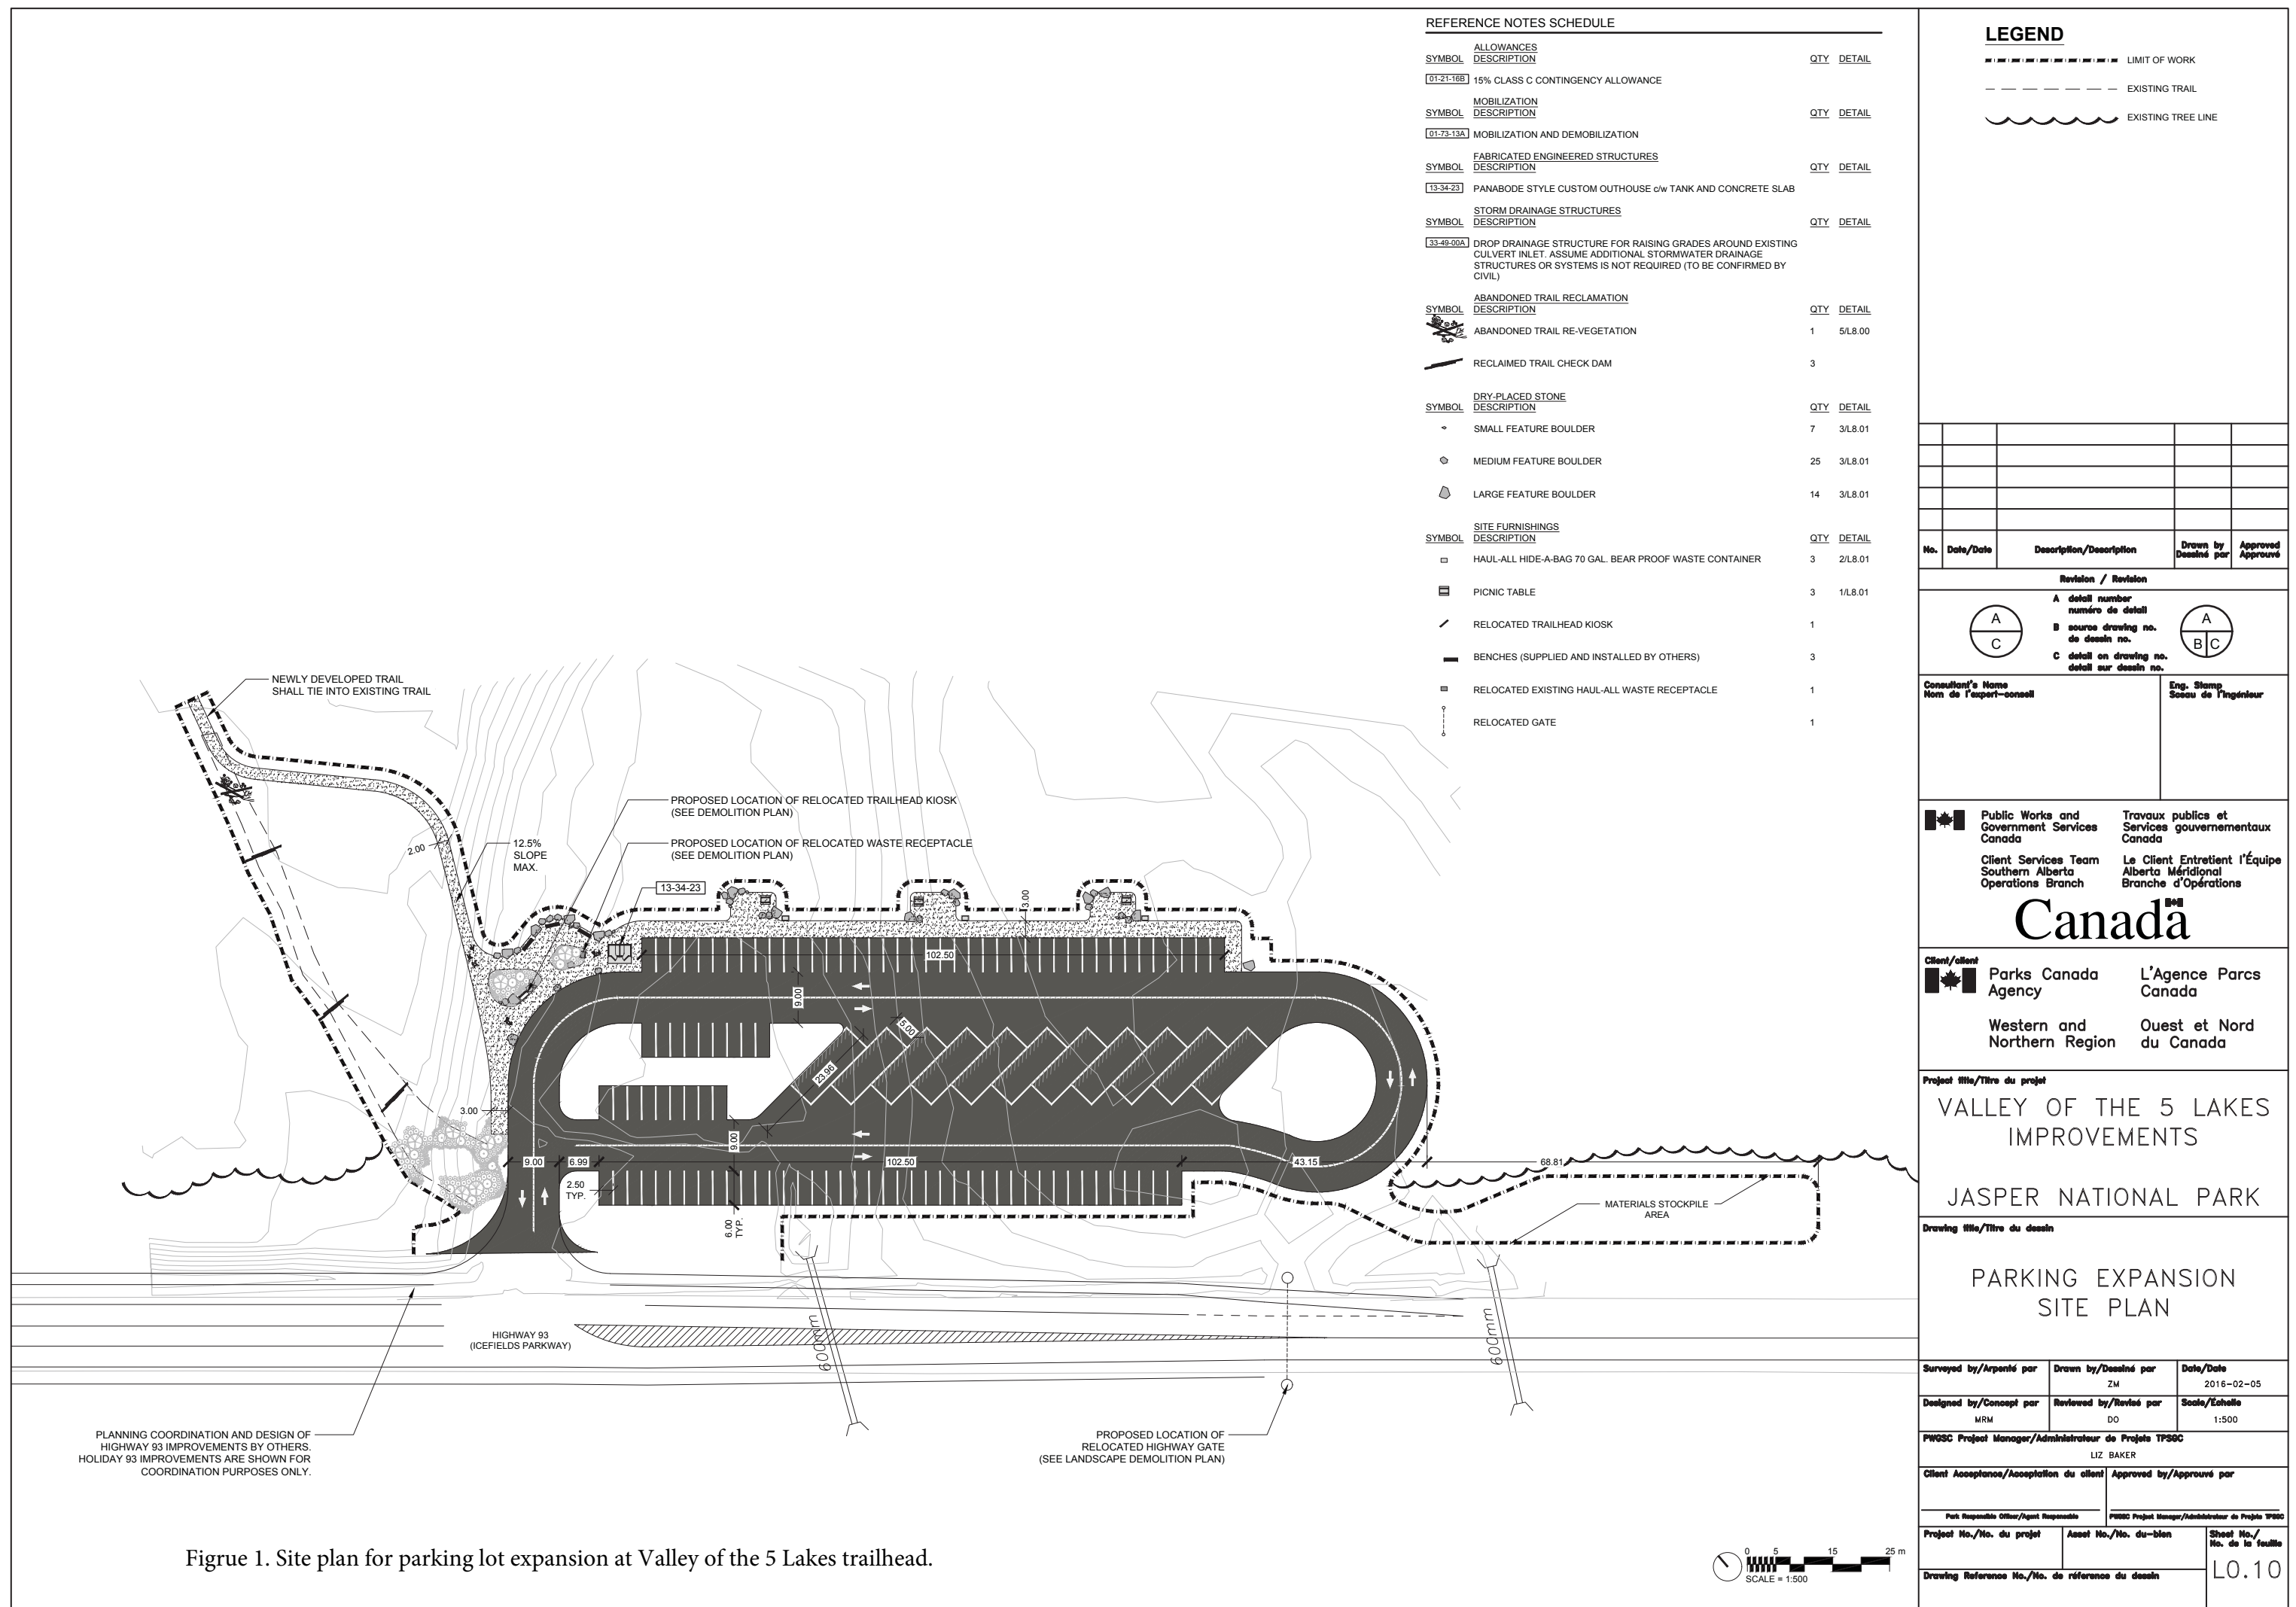 REFERENCE NOTES SCHEDULE
ALLOWANCES
SYMBOL DESCRIPTION QTY DETAIL
01-21-16B 15% CLASS C CONTINGENCY ALLOWANCE
MOBILIZATION
SYMBOL DESCRIPTION QTY DETAIL
01-73-13A MOBILIZATION AND DEMOBILIZATION
FABRICATED ENGINEERED STRUCTURES
SYMBOL DESCRIPTION QTY DETAIL
13-34-23 PANABODE STYLE CUSTOM OUTHOUSE c/w TANK AND CONCRETE SLAB
STORM DRAINAGE STRUCTURES
SYMBOL DESCRIPTION QTY DETAIL
33-49-00A DROP DRAINAGE STRUCTURE FOR RAISING GRADES AROUND EXISTING
CULVERT INLET. ASSUME ADDITIONAL STORMWATER DRAINAGE
STRUCTURES OR SYSTEMS IS NOT REQUIRED (TO BE CONFIRMED BY
CIVIL)
ABANDONED TRAIL RECLAMATION
SYMBOL DESCRIPTION QTY DETAIL
ABANDONED TRAIL RE-VEGETATION 1 5/L8.00
RECLAIMED TRAIL CHECK DAM 3
DRY-PLACED STONE
SYMBOL DESCRIPTION QTY DETAIL
SMALL FEATURE BOULDER 7 3/L8.01
MEDIUM FEATURE BOULDER 25 3/L8.01
LARGE FEATURE BOULDER 14 3/L8.01
SITE FURNISHINGS
SYMBOL DESCRIPTION QTY DETAIL
HAUL-ALL HIDE-A-BAG 70 GAL. BEAR PROOF WASTE CONTAINER 3 2/L8.01
PICNIC TABLE 3 1/L8.01
RELOCATED TRAILHEAD KIOSK 1
BENCHES (SUPPLIED AND INSTALLED BY OTHERS) 3
RELOCATED EXISTING HAUL-ALL WASTE RECEPTACLE 1
RELOCATED GATE 1
NEWLY DEVELOPED TRAIL
SHALL TIE INTO EXISTING TRAIL
PROPOSED LOCATION OF RELOCATED TRAILHEAD KIOSK
(SEE DEMOLITION PLAN)
PROPOSED LOCATION OF RELOCATED WASTE RECEPTACLE
(SEE DEMOLITION PLAN)
2.00
12.5%
SLOPE
MAX.
13-34-23
3.00
102.50
9.00
5.00
23.96
3.00
9.00
9.00
6.99
102.50
43.15
68.81
2.50
TYP.
6.00
TYP.
MATERIALS STOCKPILE
AREA
600mm
600mm
HIGHWAY 93
(ICEFIELDS PARKWAY)
PLANNING COORDINATION AND DESIGN OF
HIGHWAY 93 IMPROVEMENTS BY OTHERS.
HOLIDAY 93 IMPROVEMENTS ARE SHOWN FOR
COORDINATION PURPOSES ONLY.
PROPOSED LOCATION OF
RELOCATED HIGHWAY GATE
(SEE LANDSCAPE DEMOLITION PLAN)
Figrue 1. Site plan for parking lot expansion at Valley of the 5 Lakes trailhead.
0 5 15 25 m
SCALE = 1:500
LEGEND
LIMIT OF WORK
EXISTING TRAIL
EXISTING TREE LINE
No. Date/Date Description/Description Drawn by Approved
Dessiné par Approuvé
Revision / Revision
A C
A detail number
numéro de detail
B source drawing no.
de dessin no.
C detail on drawing no.
detail sur dessin no.
A B C
Consultant's Name
Nom de l'expert-conseil
Eng. Stamp
Sceau de l'ingénieur
Public Works and
Government Services
Canada
Travaux publics et
Services gouvernementaux
Canada
Client Services Team
Southern Alberta
Operations Branch
Le Client Entretient l'Équipe
Alberta Méridional
Branche d'Opérations
Canada
Client/client
Parks Canada
Agency
L'Agence Parcs
Canada
Western and
Northern Region
Ouest et Nord
du Canada
Project title/Titre du projet
VALLEY OF THE 5 LAKES
IMPROVEMENTS
JASPER NATIONAL PARK
Drawing title/Titre du dessin
PARKING EXPANSION
SITE PLAN
Surveyed by/Arpenté par
Drawn by/Dessiné par
ZM
Date/Date
2016-02-05
Designed by/Concept par
MRM
Reviewed by/Revisé par
DO
Scale/Échelle
1:500
PWGSC Project Manager/Administrateur de Projets TPSGC
LIZ BAKER
Client Acceptance/Acceptation du client
Approved by/Approuvé par
Park Responsible Officer/Agent Responsable
PWGSC Project Manager/Administrateur de Projets TPSGC
Project No./No. du projet
Asset No./No. du-bien
Sheet No./
No. de la feuille
L0.10
Drawing Reference No./No. de référence du dessin